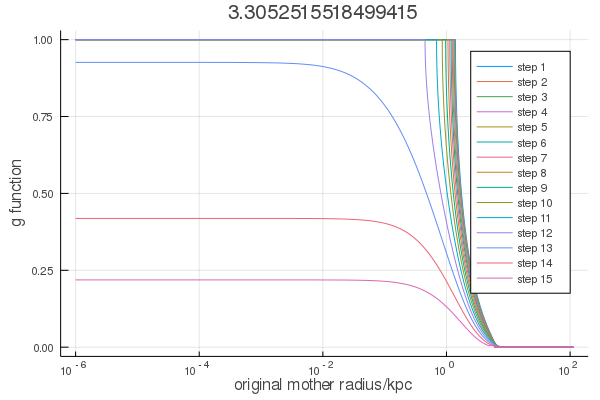 3.3052515518499415
g function
1.00
0.75
0.50
0.25
0.00
step 1
step 2
step 3
step 4
step 5
step 6
step 7
step 8
step 9
step 10
step 11
step 12
step 13
step 14
step 15
10^-6 10^-4 10^-2 10^0 10^2
original mother radius/kpc